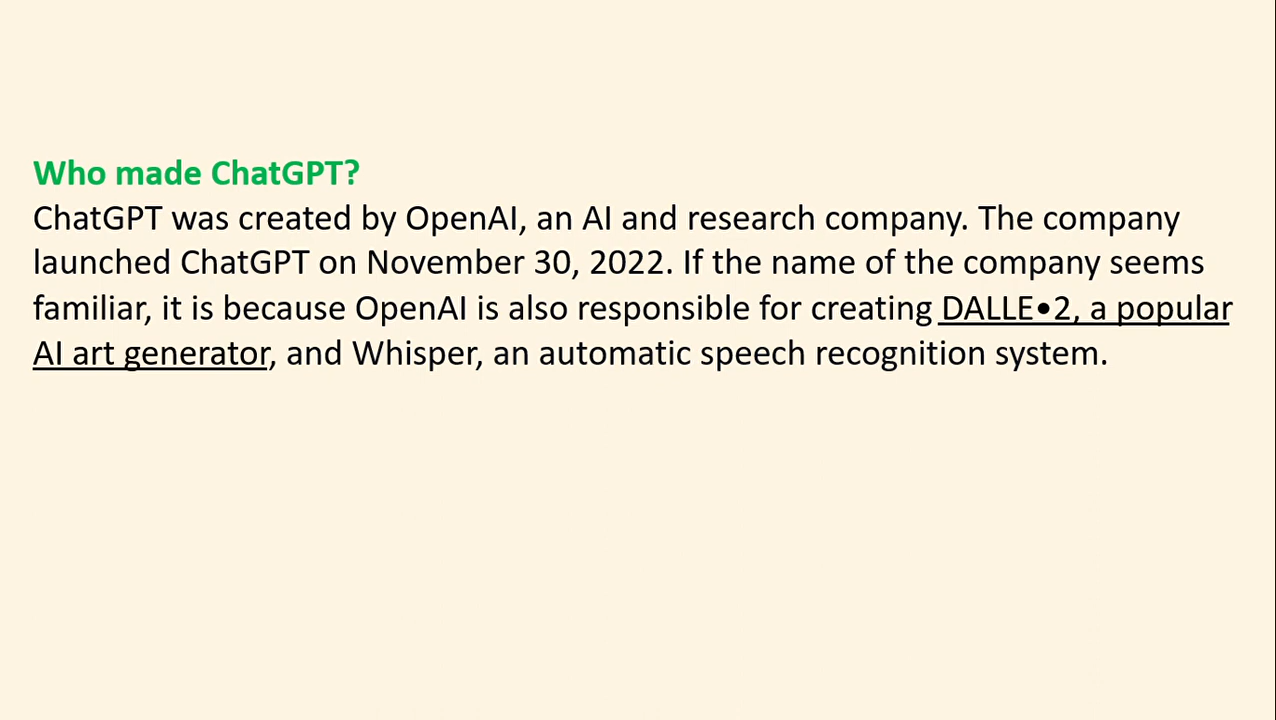 Who made ChatGPT?
ChatGPT was created by OpenAI, an AI and research company. The company
launched ChatGPT on November 30, 2022. If the name of the company seems
familiar, it is because OpenAI is also responsible for creating DALLE•2, a popular
AI art generator, and Whisper, an automatic speech recognition system.